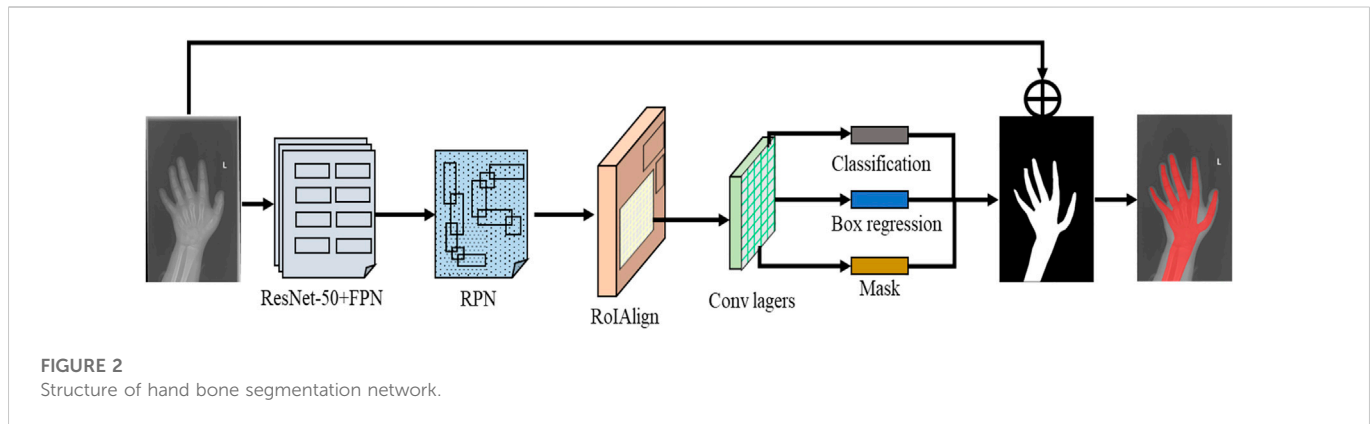 L
L
Classification
Box regression
Mask
ResNet-50+FPN
RPN
RoIAlign
Conv lagers
FIGURE 2
Structure of hand bone segmentation network.